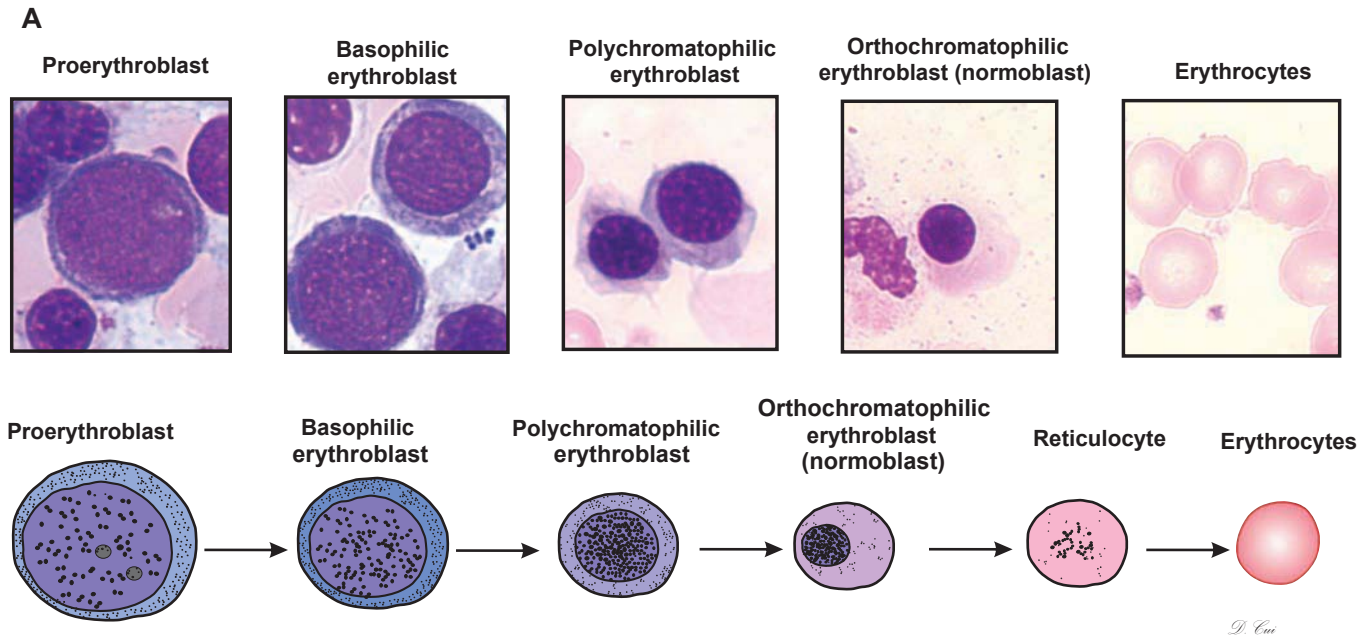 A
Proerythroblast
Basophilic
erythroblast
Polychromatophilic
erythroblast
Orthochromatophilic
erythroblast (normoblast)
Erythrocytes
Proerythroblast
Basophilic
erythroblast
Polychromatophilic
erythroblast
Orthochromatophilic
erythroblast
(normoblast)
Reticulocyte
Erythrocytes
D. Cui